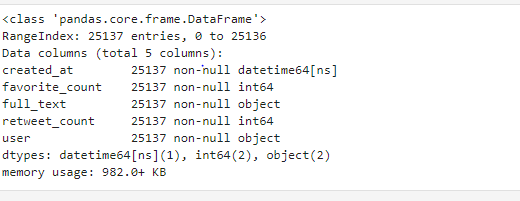 <class 'pandas.core.frame.DataFrame'>
RangeIndex: 25137 entries, 0 to 25136
Data columns (total 5 columns):
created_at        25137 non-null datetime64[ns]
favorite_count    25137 non-null int64
full_text         25137 non-null object
retweet_count     25137 non-null int64
user              25137 non-null object
dtypes: datetime64[ns](1), int64(2), object(2)
memory usage: 982.0+ KB